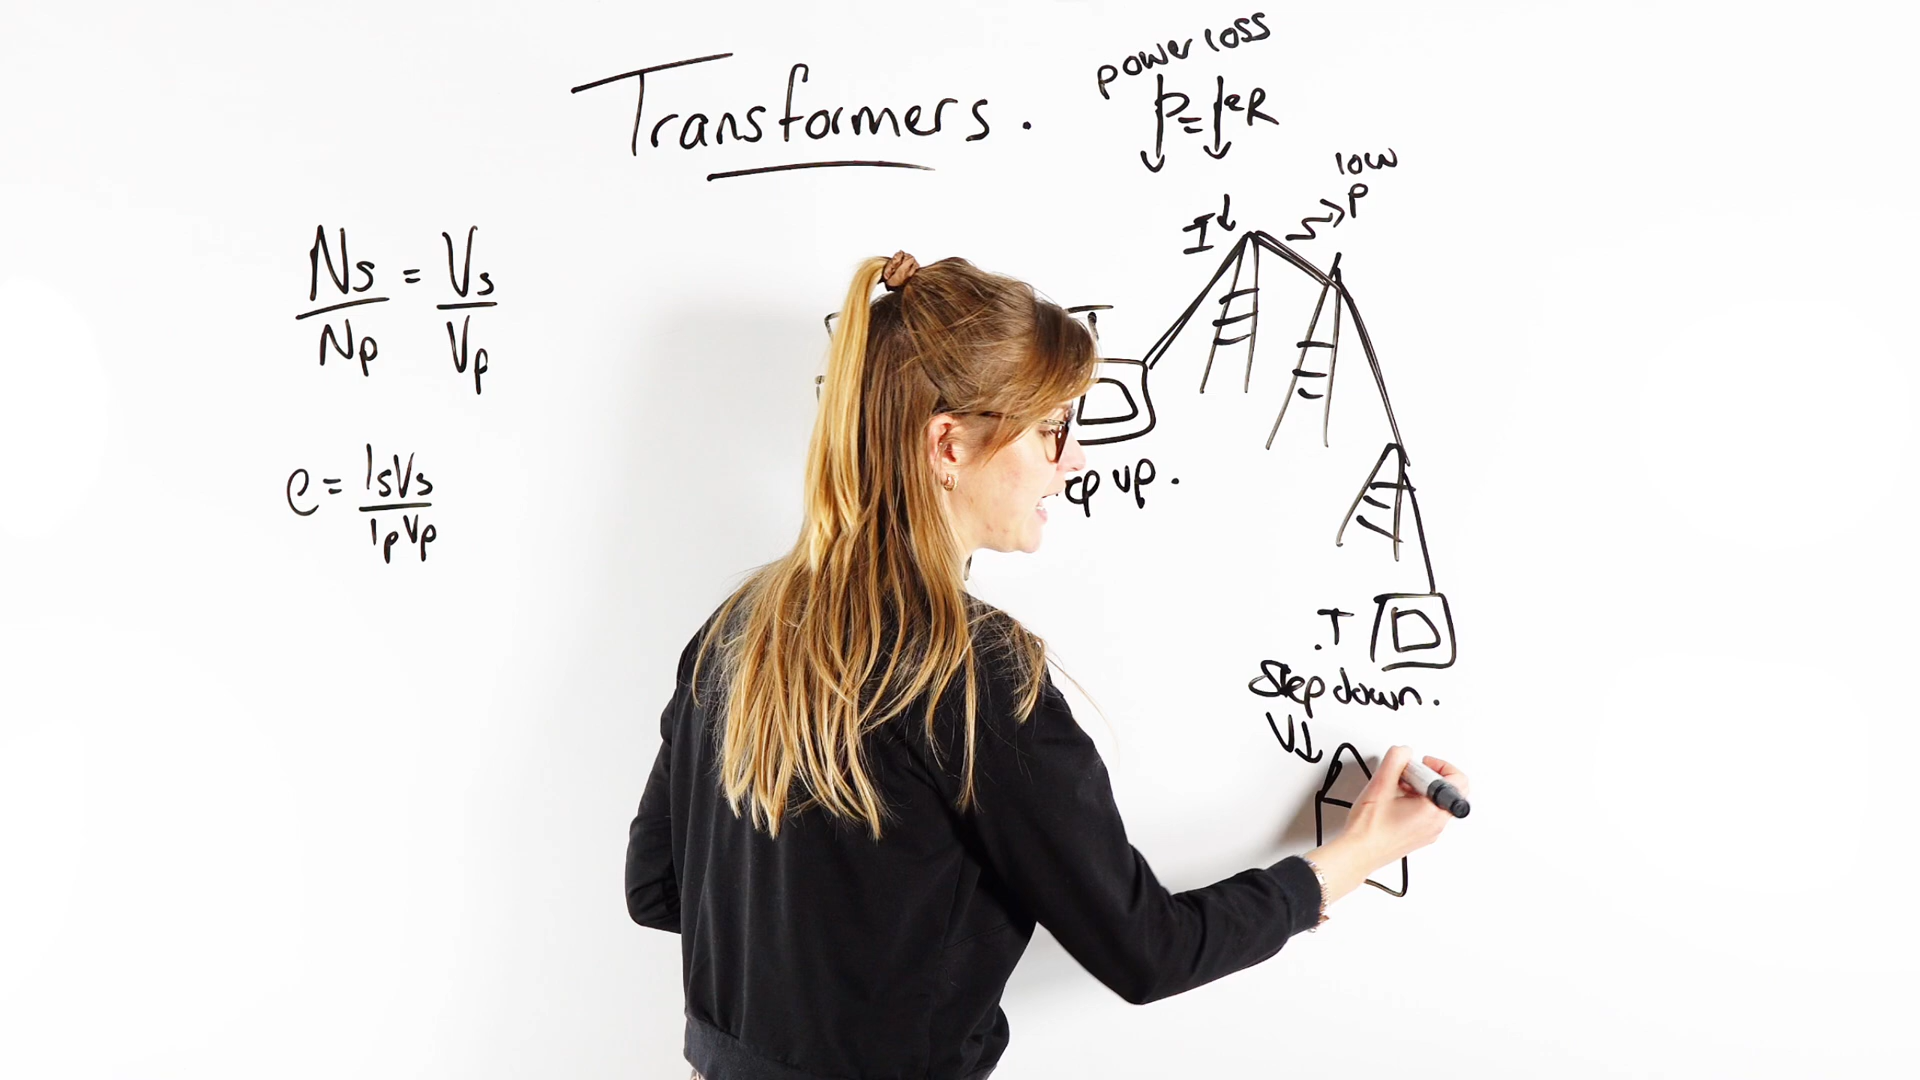 Transformers.
power loss
P = I²R
low
P
I↓
Ns = Vs
Np Vp
T
up.
e = IsVs
IpVp
.T
Step down.
V↓